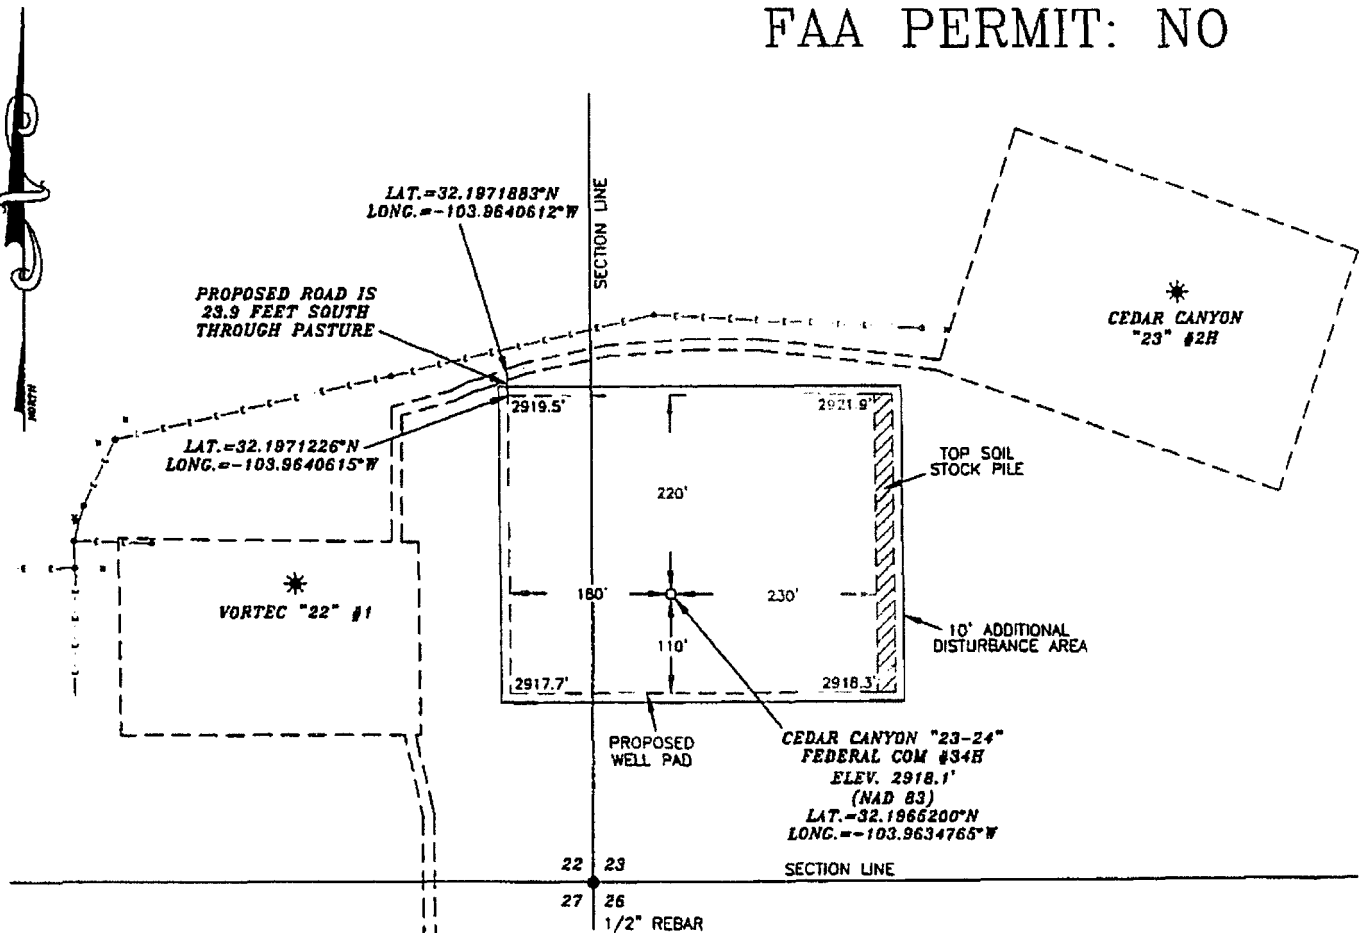 FAA PERMIT: NO
LAT.=32.1971883°N
LONG.=-103.9640612°W
SECTION LINE
PROPOSED ROAD IS
23.9 FEET SOUTH
THROUGH PASTURE
CEDAR CANYON
"23" #2H
NORTH
2919.5'
2921.9'
LAT.=32.1971226°N
LONG.=-103.9640615°W
TOP SOIL
STOCK PILE
220'
180'
230'
VORTEC "22" #1
110'
10' ADDITIONAL
DISTURBANCE AREA
2917.7'
2918.3'
PROPOSED
WELL PAD
CEDAR CANYON "23-24"
FEDERAL COM #34H
ELEV. 2918.1'
(NAD 83)
LAT.=32.1965200°N
LONG.=-103.9634765°W
22 23
SECTION LINE
27 26
1/2" REBAR